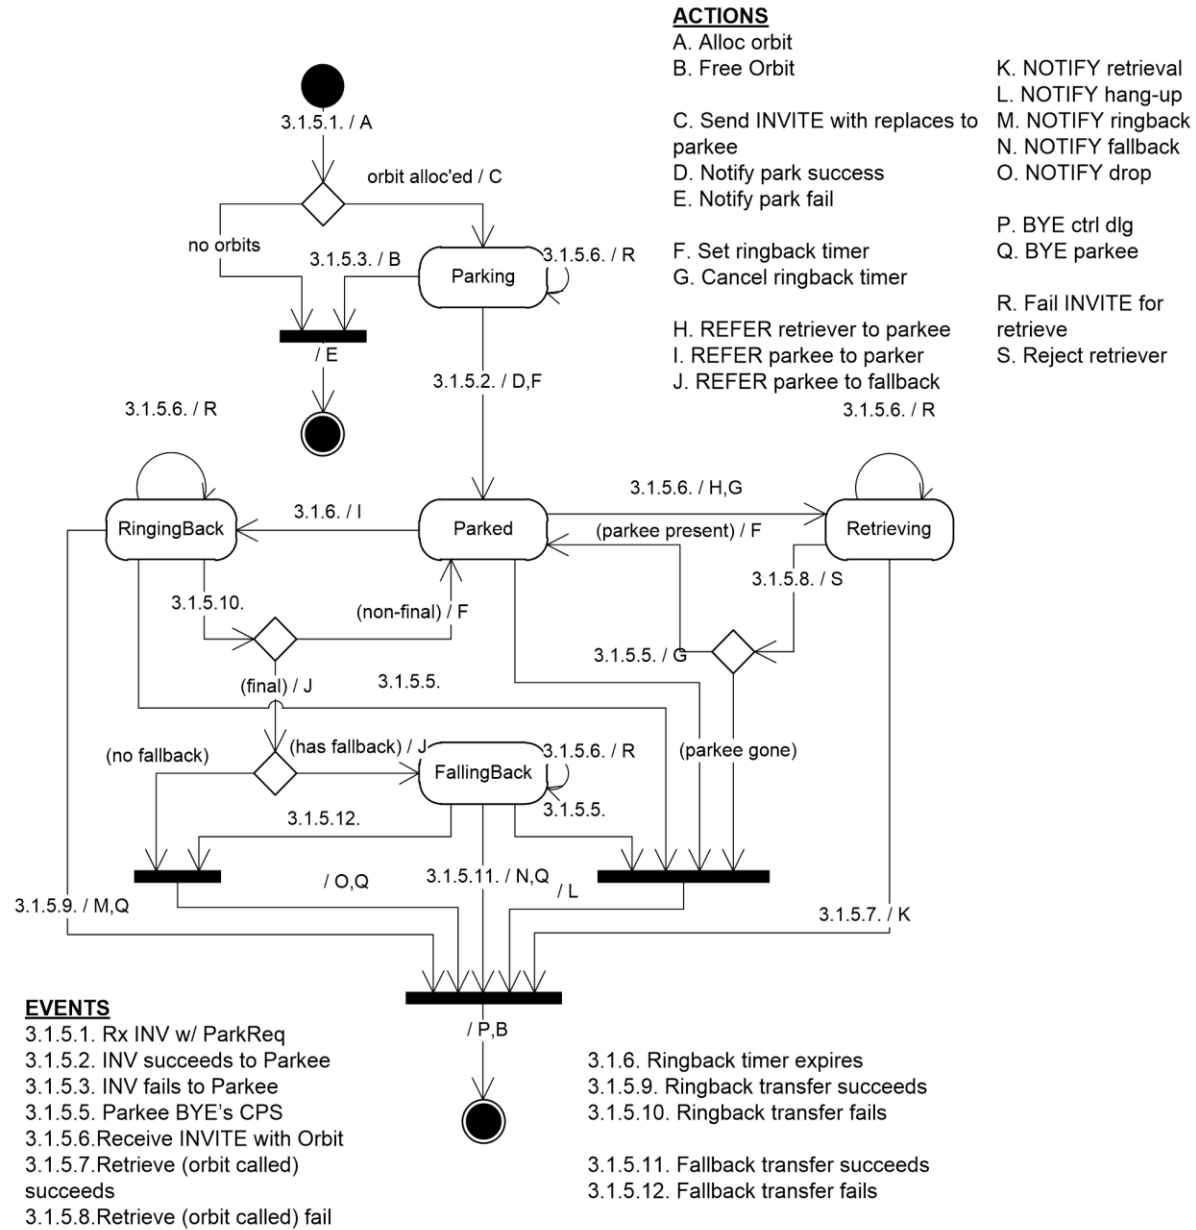 ACTIONS
A. Alloc orbit
B. Free Orbit
C. Send INVITE with replaces to
parkee
D. Notify park success
E. Notify park fail
F. Set ringback timer
G. Cancel ringback timer
H. REFER retriever to parkee
I. REFER parkee to parker
J. REFER parkee to fallback
K. NOTIFY retrieval
L. NOTIFY hang-up
M. NOTIFY ringback
N. NOTIFY fallback
O. NOTIFY drop
P. BYE ctrl dlg
Q. BYE parkee
R. Fail INVITE for
retrieve
S. Reject retriever
3.1.5.1. / A
orbit alloc'ed / C
no orbits
3.1.5.3. / B
Parking
3.1.5.6. / R
/ E
3.1.5.2. / D,F
3.1.5.6. / R
3.1.5.6. / R
RingingBack
3.1.6. / I
Parked
3.1.5.6. / H,G
(parkee present) / F
Retrieving
3.1.5.10.
(non-final) / F
3.1.5.8. / S
3.1.5.5. / G
(final) / J
3.1.5.5.
(no fallback)
(has fallback) / J
FallingBack
3.1.5.6. / R
(parkee gone)
3.1.5.12.
3.1.5.5.
/ O,Q
3.1.5.11. / N,Q
/ L
3.1.5.9. / M,Q
3.1.5.7. / K
/ P,B
EVENTS
3.1.5.1. Rx INV w/ ParkReq
3.1.5.2. INV succeeds to Parkee
3.1.5.3. INV fails to Parkee
3.1.5.5. Parkee BYE's CPS
3.1.5.6.Receive INVITE with Orbit
3.1.5.7.Retrieve (orbit called)
succeeds
3.1.5.8.Retrieve (orbit called) fail
3.1.6. Ringback timer expires
3.1.5.9. Ringback transfer succeeds
3.1.5.10. Ringback transfer fails
3.1.5.11. Fallback transfer succeeds
3.1.5.12. Fallback transfer fails